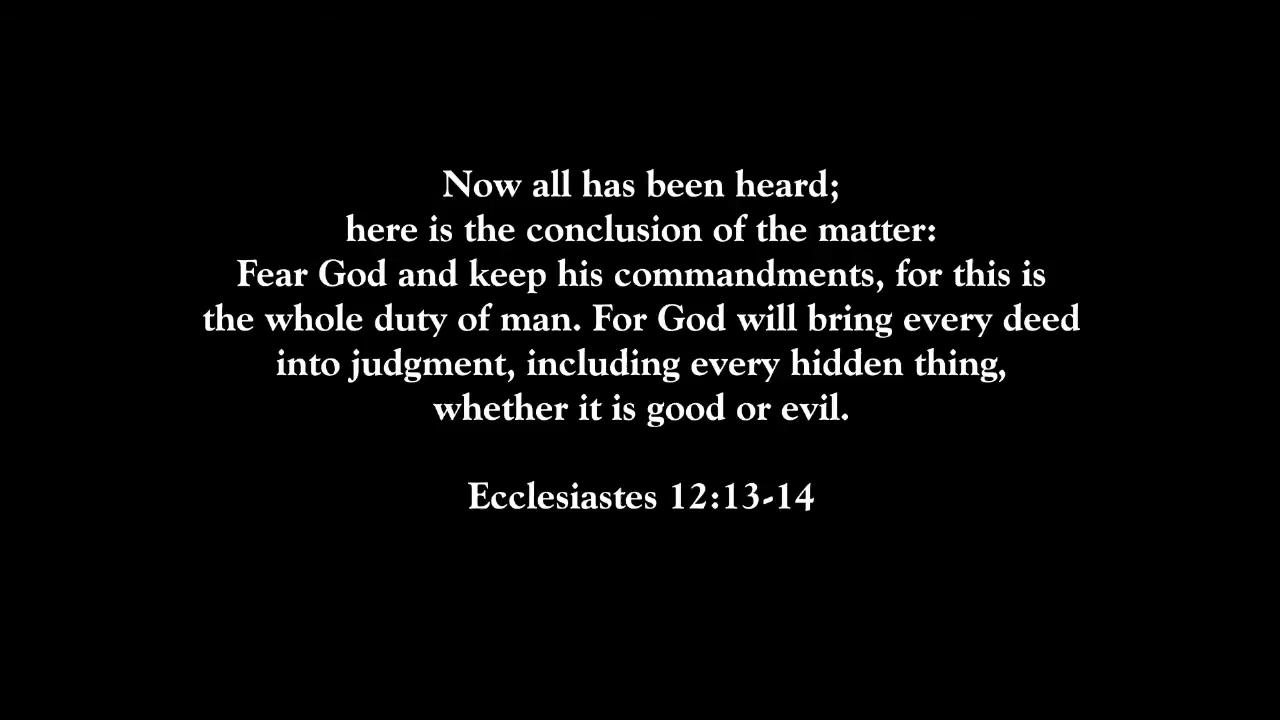 Now all has been heard;
here is the conclusion of the matter:
Fear God and keep his commandments, for this is
the whole duty of man. For God will bring every deed
into judgment, including every hidden thing,
whether it is good or evil.
Ecclesiastes 12:13-14